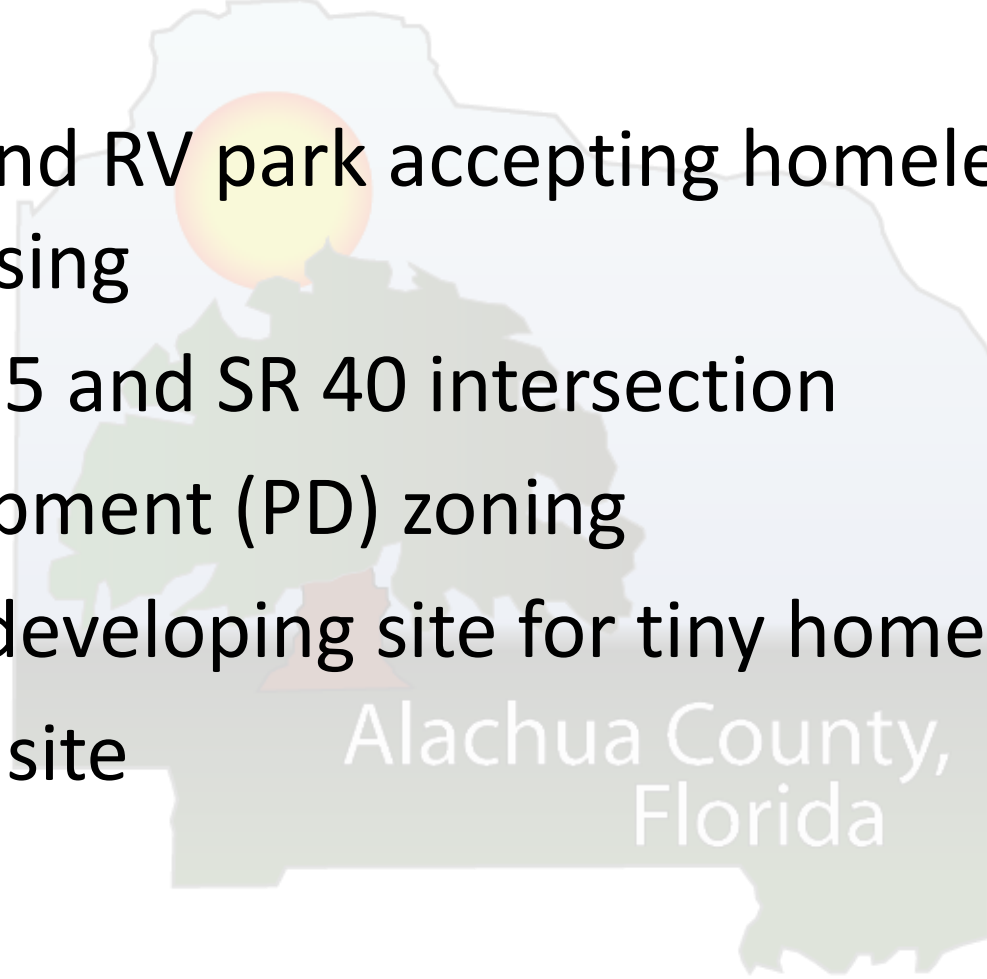 nd RV park accepting homele
sing
5 and SR 40 intersection
pment (PD) zoning
developing site for tiny home
site
Alachua County,
Florida